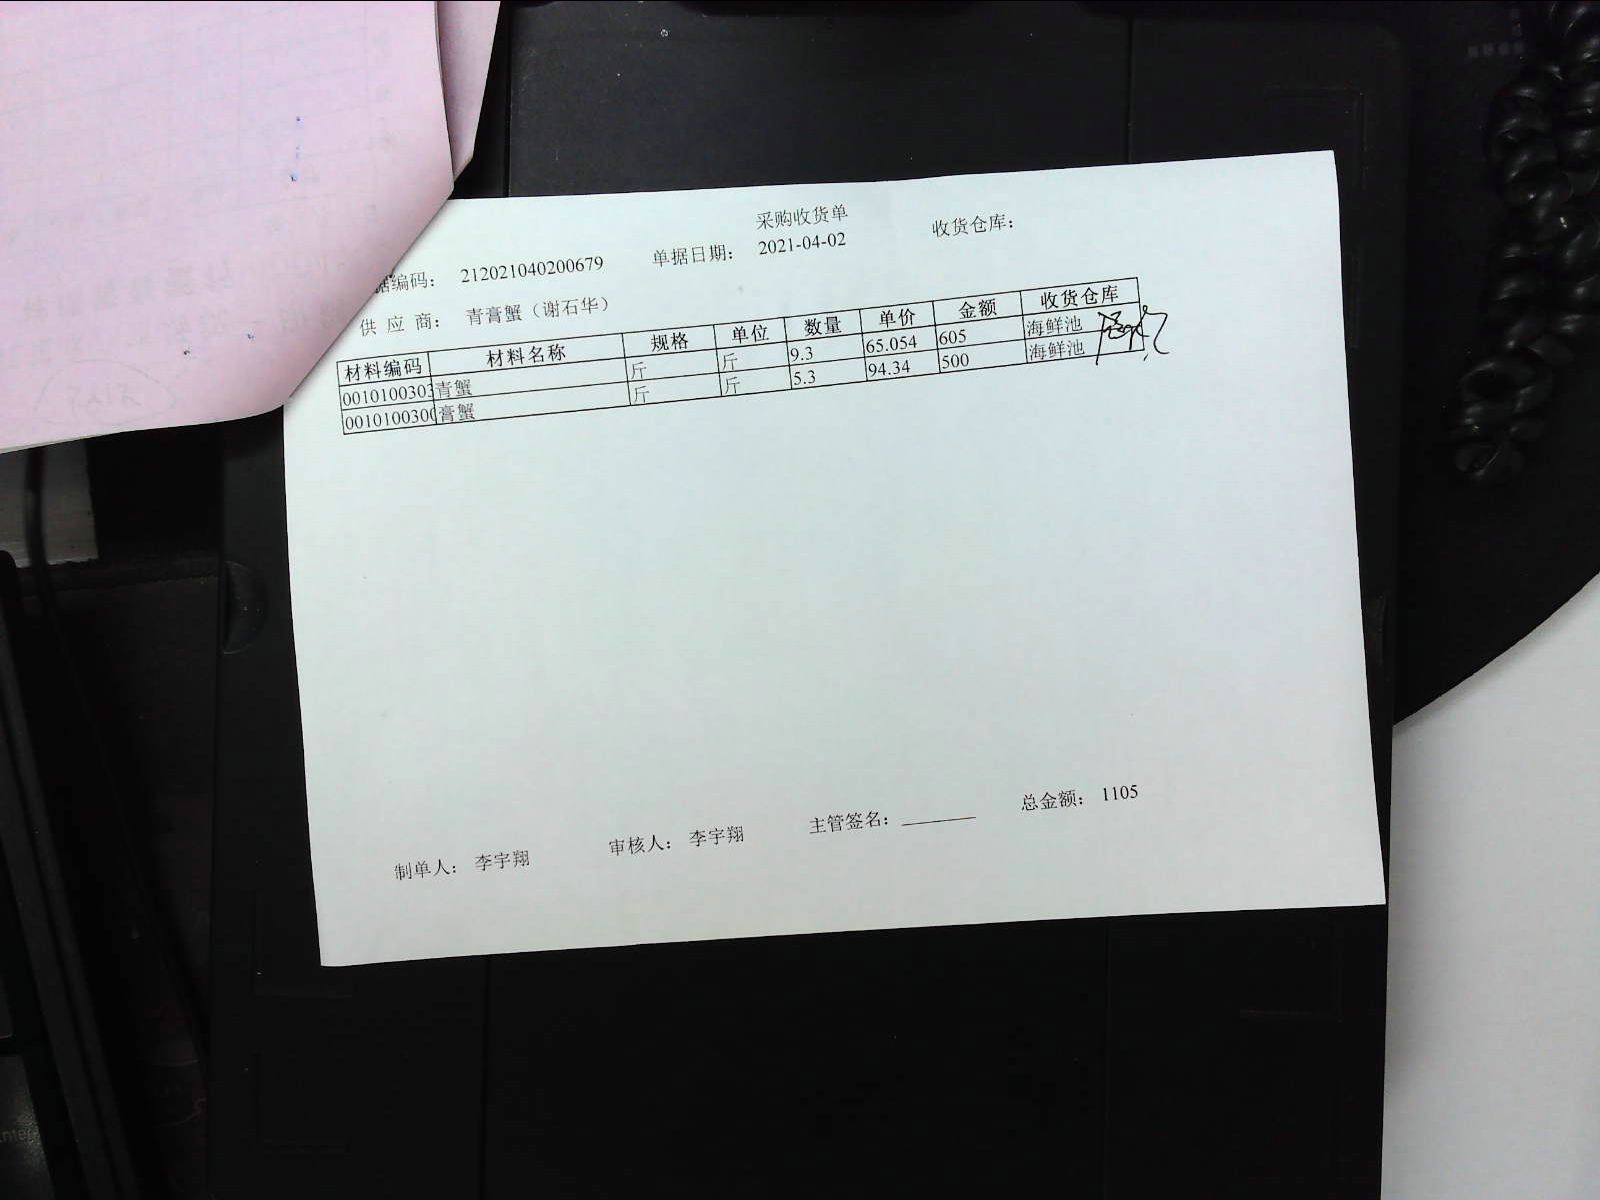 采购收货单
据编码： 212021040200679 单据日期： 2021-04-02 收货仓库：
供 应 商： 青膏蟹（谢石华）
材料编码 材料名称 规格 单位 数量 单价 金额 收货仓库
0010100303 青蟹 斤 斤 9.3 65.054 605 海鲜池
001010030 膏蟹 斤 斤 5.3 94.34 500 海鲜池
制单人： 李宇翔 审核人： 李宇翔 主管签名： 总金额： 1105